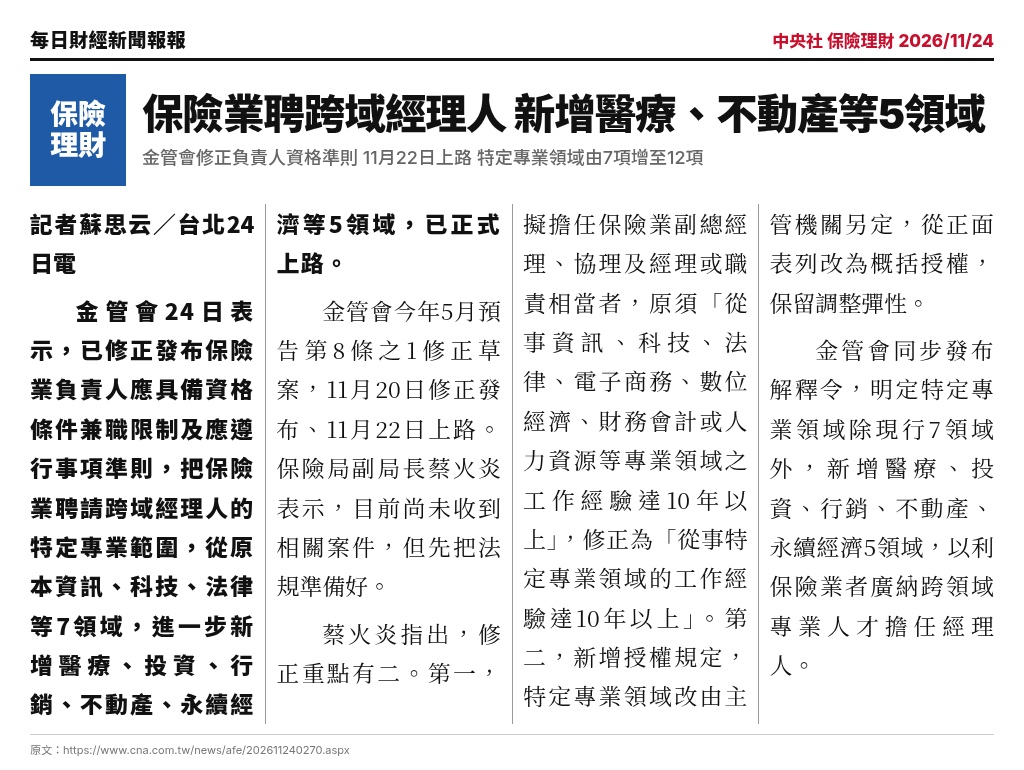 每日財經新聞報報
中央社 保險理財 2026/11/24
保險
理財
保險業聘跨域經理人 新增醫療、不動產等5領域
金管會修正負責人資格準則 11月22日上路 特定專業領域由7項增至12項
記者蘇思云／台北24
日電
金管會24日表
示，已修正發布保險
業負責人應具備資格
條件兼職限制及應遵
行事項準則，把保險
業聘請跨域經理人的
特定專業範圍，從原
本資訊、科技、法律
等7領域，進一步新
增醫療、投資、行
銷、不動產、永續經
濟等5領域，已正式
上路。
金管會今年5月預
告第8條之1修正草
案，11月20日修正發
布、11月22日上路。
保險局副局長蔡火炎
表示，目前尚未收到
相關案件，但先把法
規準備好。
蔡火炎指出，修
正重點有二。第一，
擬擔任保險業副總經
理、協理及經理或職
責相當者，原須「從
事資訊、科技、法
律、電子商務、數位
經濟、財務會計或人
力資源等專業領域之
工作經驗達10年以
上」，修正為「從事特
定專業領域的工作經
驗達10年以上」。第
二，新增授權規定，
特定專業領域改由主
管機關另定，從正面
表列改為概括授權，
保留調整彈性。
金管會同步發布
解釋令，明定特定專
業領域除現行7領域
外，新增醫療、投
資、行銷、不動產、
永續經濟5領域，以利
保險業者廣納跨領域
專業人才擔任經理
人。
原文：https://www.cna.com.tw/news/afe/202611240270.aspx